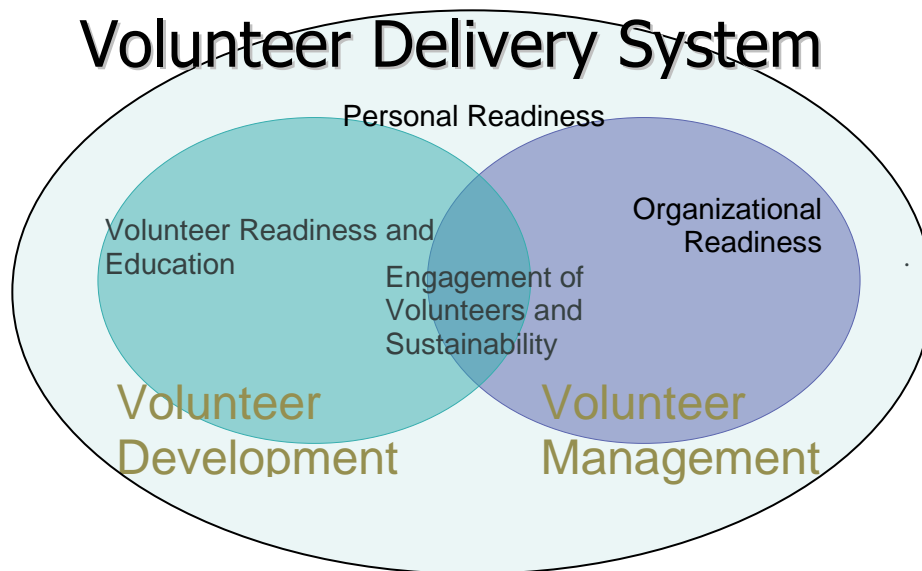 Volunteer Delivery System
Personal Readiness
Volunteer Readiness and
Education
Organizational
Readiness
Engagement of
Volunteers and
Sustainability
Volunteer
Development
Volunteer
Management
.